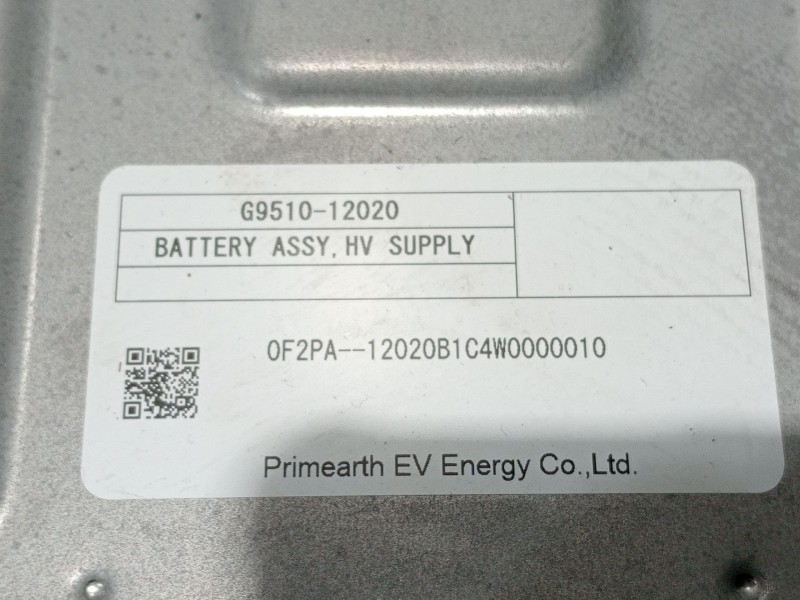 G9510-12020
BATTERY ASSY,HV SUPPLY
0F2PA--12020B1C4W0000010
Primearth EV Energy Co.,Ltd.